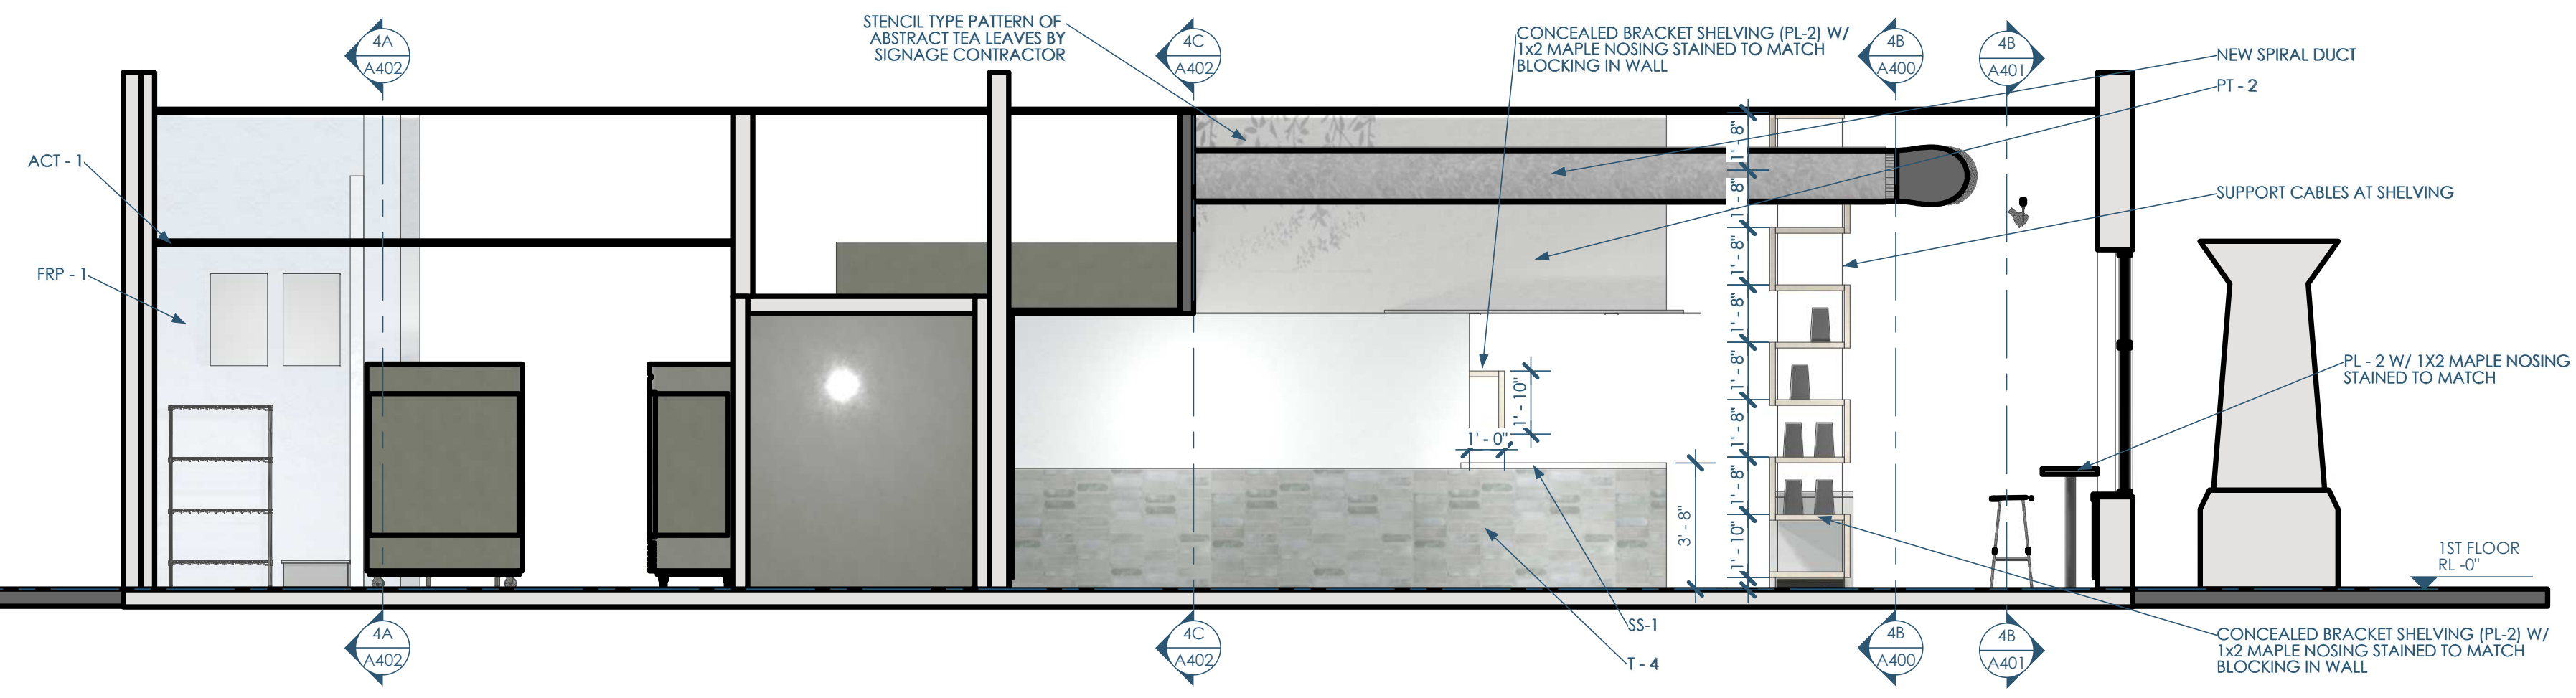 4A
A402
STENCIL TYPE PATTERN OF
ABSTRACT TEA LEAVES BY
SIGNAGE CONTRACTOR
4C
A402
CONCEALED BRACKET SHELVING (PL-2) W/
1x2 MAPLE NOSING STAINED TO MATCH
BLOCKING IN WALL
4B
A400
4B
A401
NEW SPIRAL DUCT
PT - 2
ACT - 1
FRP - 1
SUPPORT CABLES AT SHELVING
PL - 2 W/ 1X2 MAPLE NOSING
STAINED TO MATCH
1' - 8"
1' - 8"
1' - 8"
1' - 8"
1' - 8"
1' - 8"
1' - 8"
1' - 10"
1' - 10"
1' - 0"
3' - 8"
1ST FLOOR
RL -0"
SS-1
T - 4
CONCEALED BRACKET SHELVING (PL-2) W/
1x2 MAPLE NOSING STAINED TO MATCH
BLOCKING IN WALL
4A
A402
4C
A402
4B
A400
4B
A401